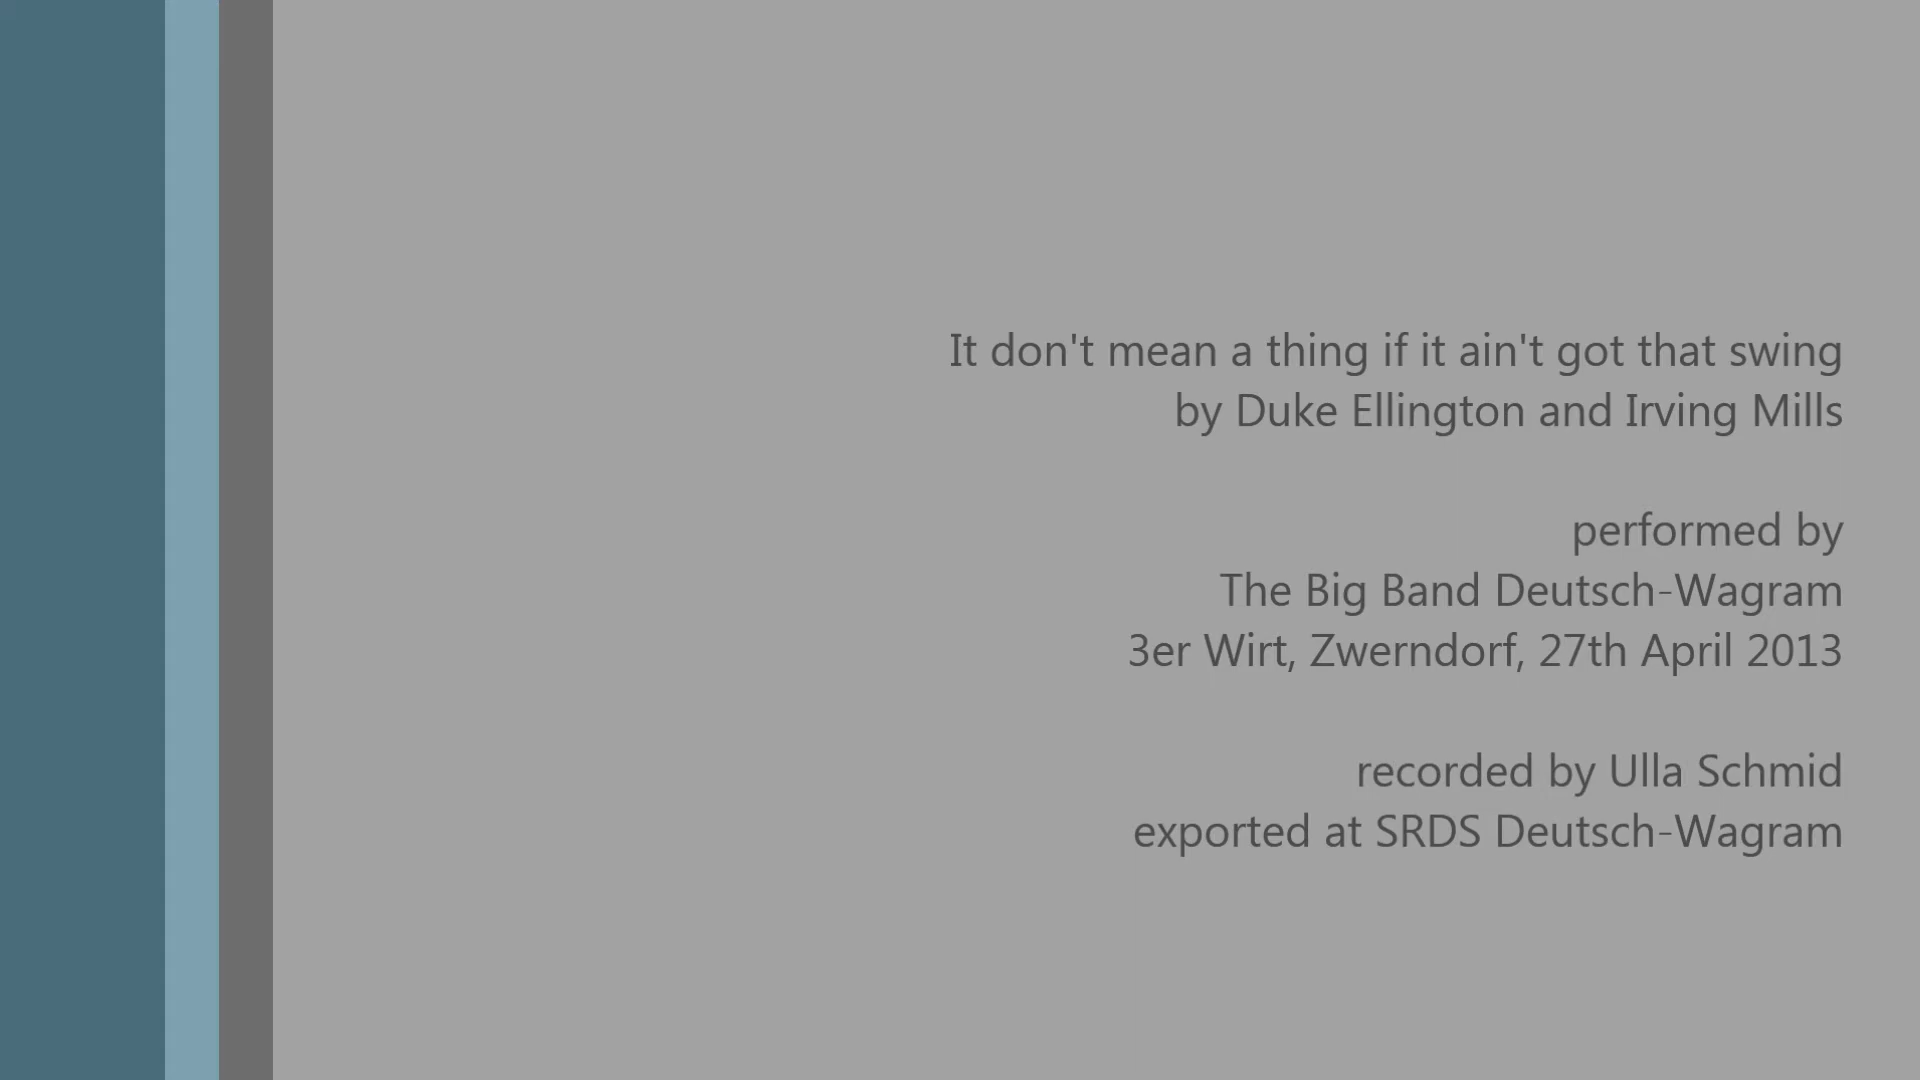 It don't mean a thing if it ain't got that swing
by Duke Ellington and Irving Mills
performed by
The Big Band Deutsch-Wagram
3er Wirt, Zwerndorf, 27th April 2013
recorded by Ulla Schmid
exported at SRDS Deutsch-Wagram